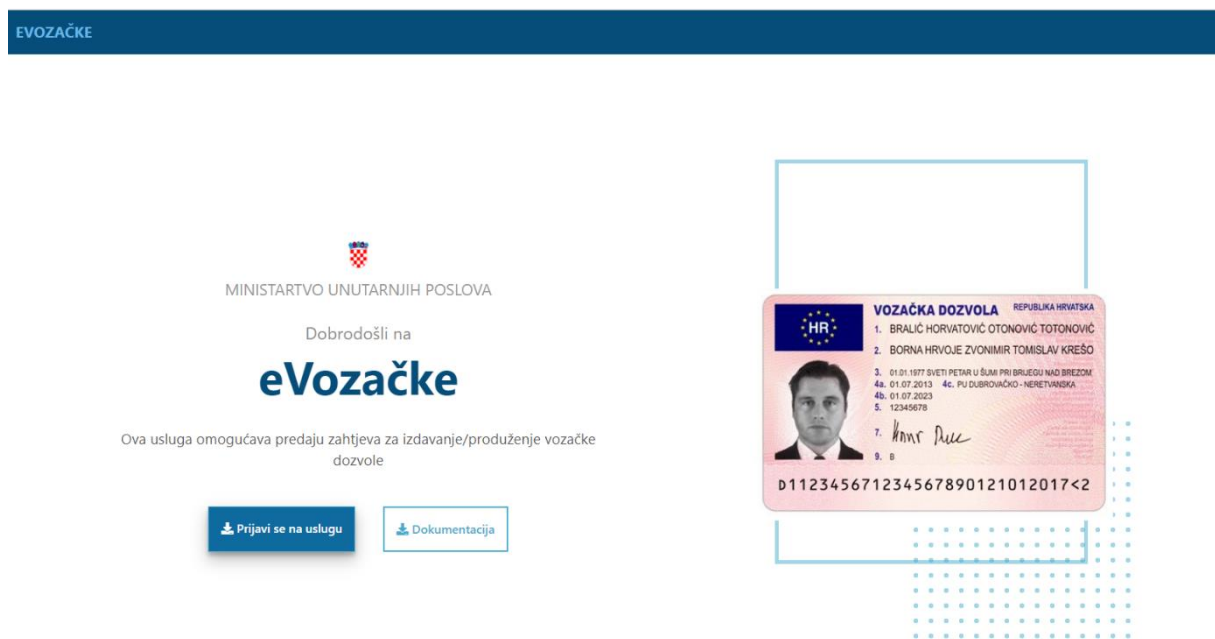 EVOZAČKE
MINISTARTVO UNUTARNJIH POSLOVA
Dobrodošli na
eVozačke
Ova usluga omogućava predaju zahtjeva za izdavanje/produženje vozačke
dozvole
Prijavi se na uslugu
Dokumentacija
HR
VOZAČKA DOZVOLA REPUBLIKA HRVATSKA
1. BRALIĆ HORVATOVIĆ OTONOVIĆ TOTONOVIĆ
2. BORNA HRVOJE ZVONIMIR TOMISLAV KREŠO
3. 01.01.1977 SVETI PETAR U ŠUMI PRI BRIJEGU NAD BREZOM
4a. 01.07.2013 4c. PU DUBROVAČKO - NERETVANSKA
4b. 01.07.2023
5. 12345678
7.
9. B
D11234567123456789012101​2017<2